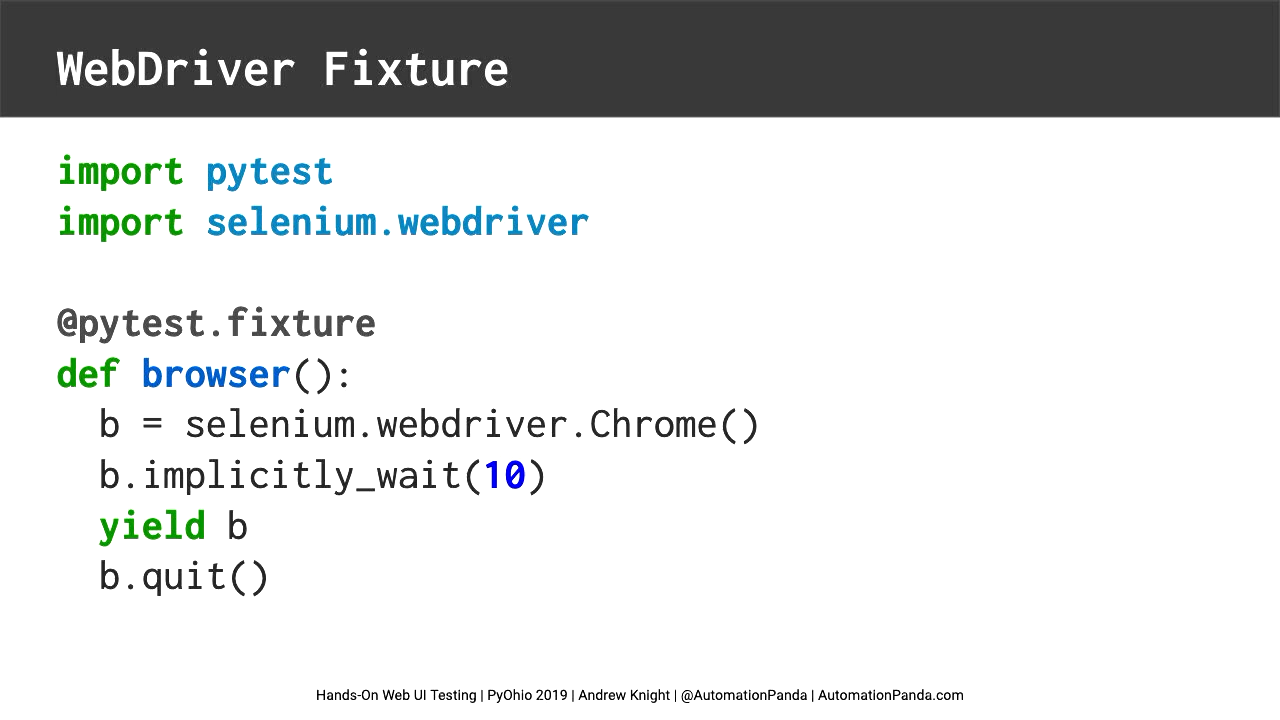 WebDriver Fixture
import pytest
import selenium.webdriver
@pytest.fixture
def browser():
  b = selenium.webdriver.Chrome()
  b.implicitly_wait(10)
  yield b
  b.quit()
Hands-On Web UI Testing | PyOhio 2019 | Andrew Knight | @AutomationPanda | AutomationPanda.com